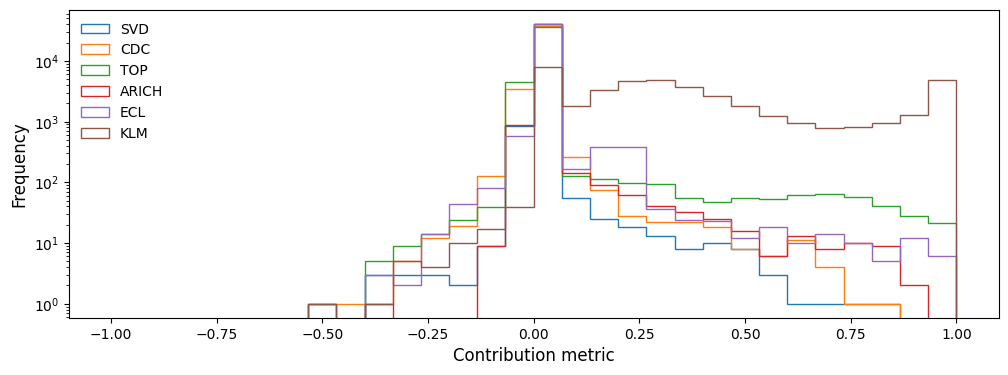 SVD
CDC
TOP
ARICH
ECL
KLM
Frequency
10⁴
10³
10²
10¹
10⁰
−1.00 −0.75 −0.50 −0.25 0.00 0.25 0.50 0.75 1.00
Contribution metric